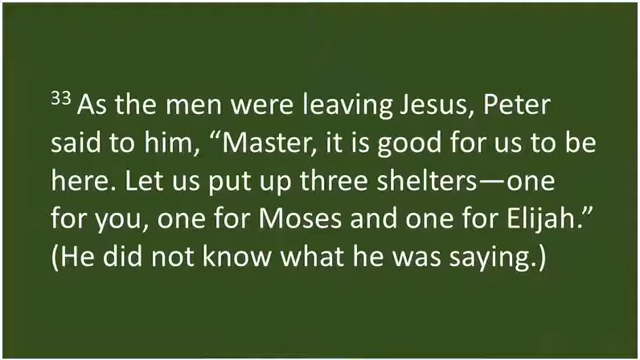 ³³ As the men were leaving Jesus, Peter
said to him, “Master, it is good for us to be
here. Let us put up three shelters—one
for you, one for Moses and one for Elijah.”
(He did not know what he was saying.)